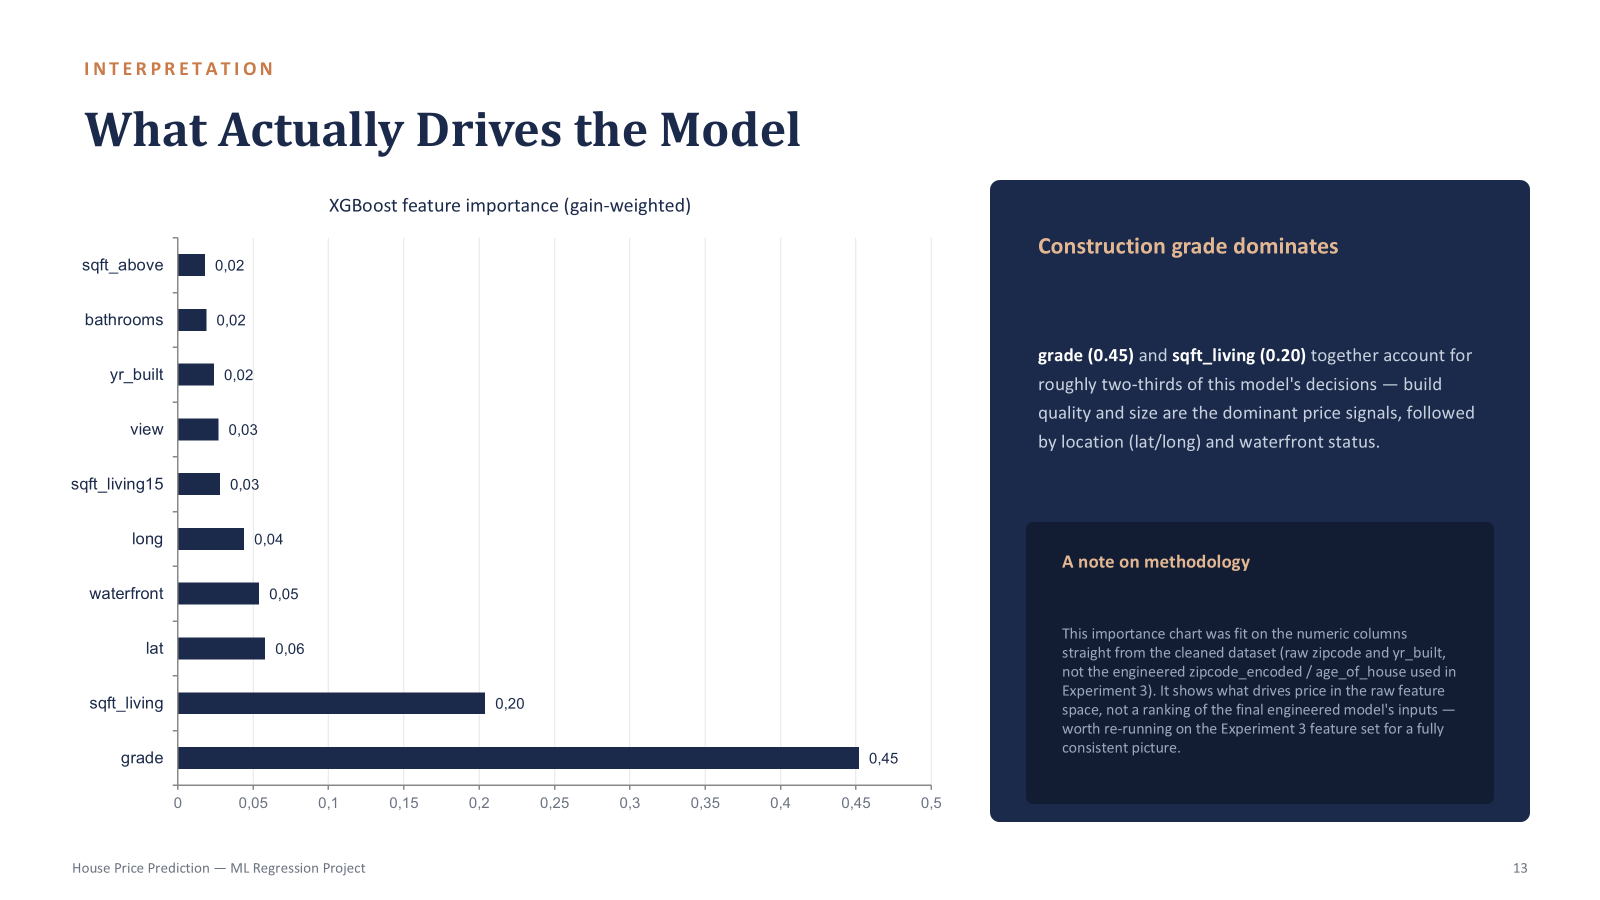 INTERPRETATION
What Actually Drives the Model
XGBoost feature importance (gain-weighted)
sqft_above 0,02
bathrooms 0,02
yr_built 0,02
view 0,03
sqft_living15 0,03
long 0,04
waterfront 0,05
lat 0,06
sqft_living 0,20
grade 0,45
0 0,05 0,1 0,15 0,2 0,25 0,3 0,35 0,4 0,45 0,5
Construction grade dominates
grade (0.45) and sqft_living (0.20) together account for
roughly two-thirds of this model's decisions — build
quality and size are the dominant price signals, followed
by location (lat/long) and waterfront status.
A note on methodology
This importance chart was fit on the numeric columns
straight from the cleaned dataset (raw zipcode and yr_built,
not the engineered zipcode_encoded / age_of_house used in
Experiment 3). It shows what drives price in the raw feature
space, not a ranking of the final engineered model's inputs —
worth re-running on the Experiment 3 feature set for a fully
consistent picture.
House Price Prediction — ML Regression Project
13